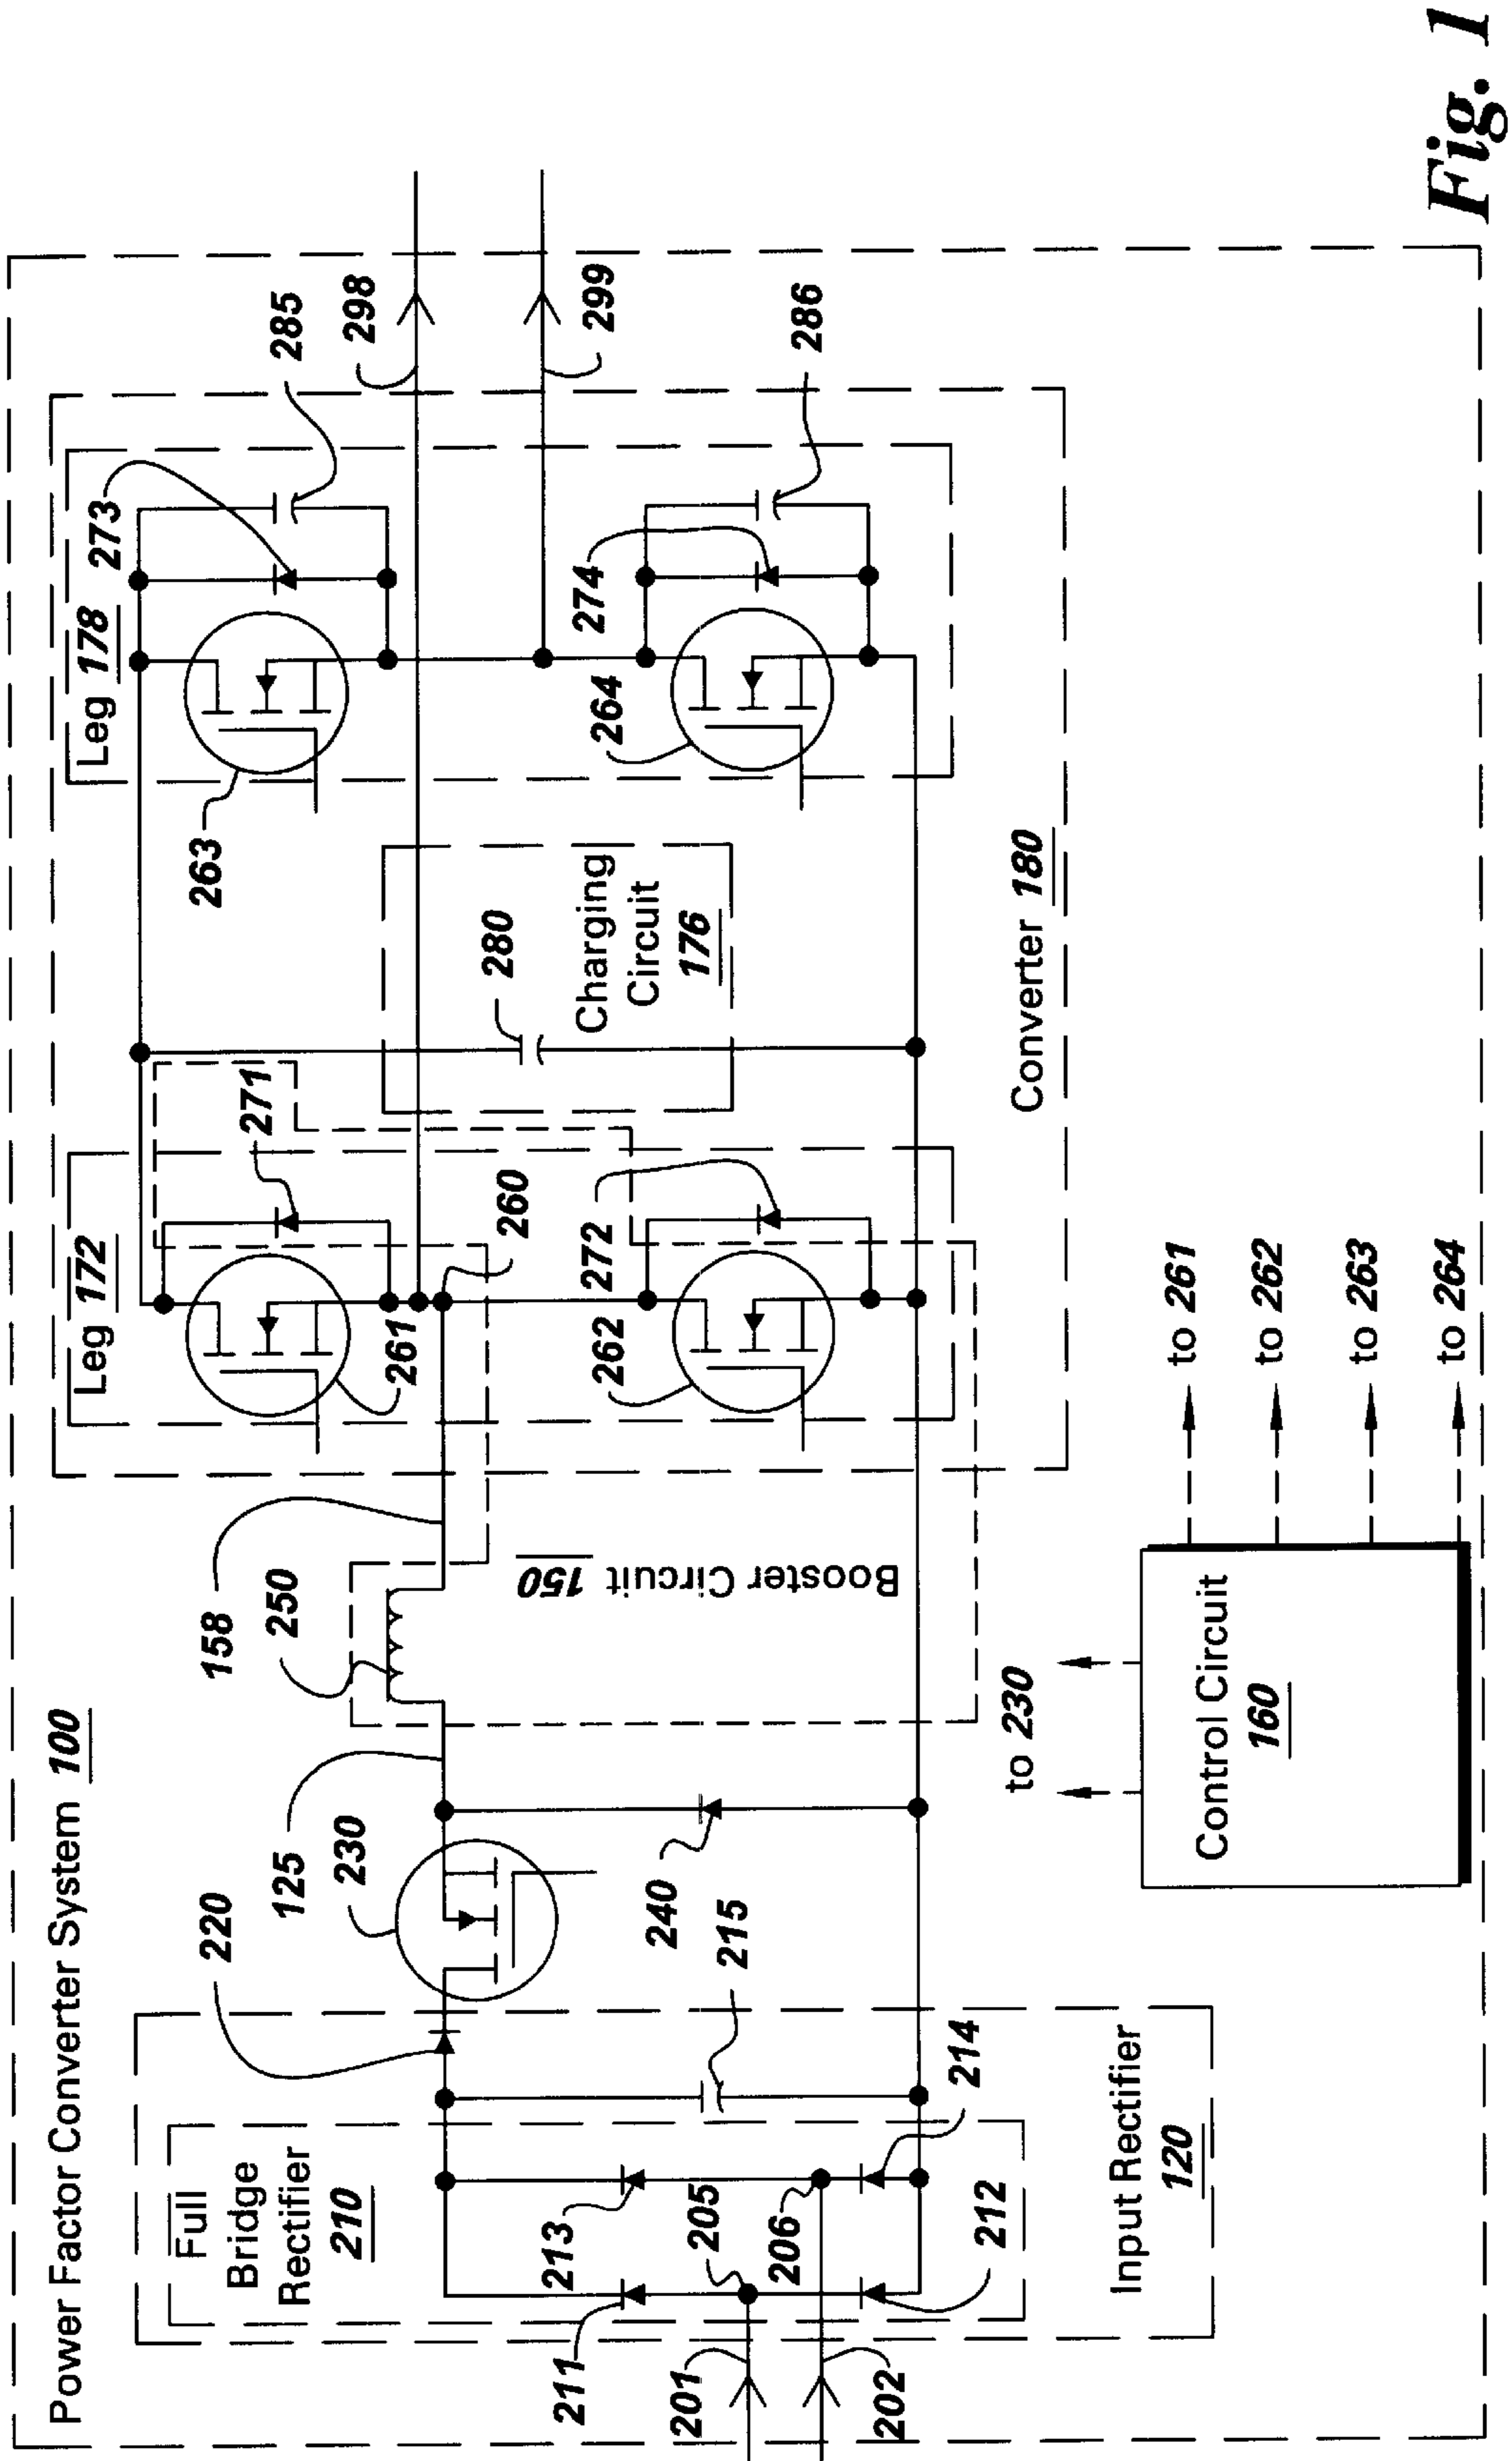 Power Factor Converter System 100
Leg 172
Leg 178
273
285
298
299
286
263
271
261
260
280
Charging
Circuit
176
274
264
272
262
Converter 180
158
250
Booster Circuit 150
220
125
230
240
215
Full
Bridge
Rectifier
210
213
211
205
206
214
212
201
202
Input Rectifier
120
to 230
Control Circuit
160
to 261
to 262
to 263
to 264
Fig. 1